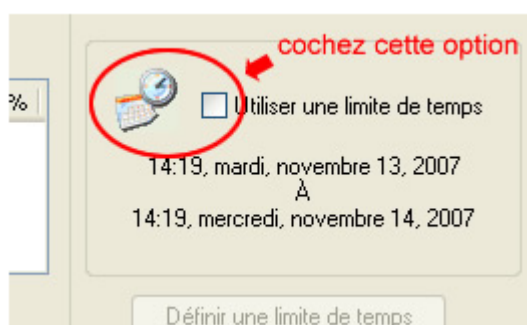 cochez cette option
%
Utiliser une limite de temps
14:19, mardi, novembre 13, 2007
À
14:19, mercredi, novembre 14, 2007
Définir une limite de temps